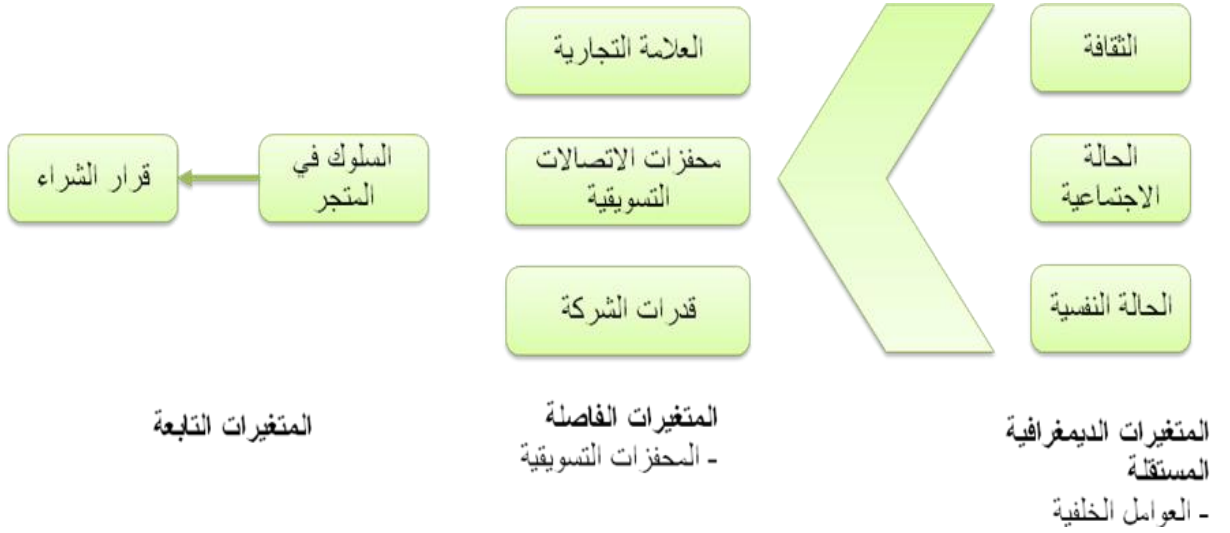 الثقافة
الحالة
الاجتماعية
الحالة النفسية
المتغيرات الديمغرافية
المستقلة
- العوامل الخلفية
العلامة التجارية
محفزات الاتصالات
التسويقية
قدرات الشركة
المتغيرات الفاصلة
- المحفزات التسويقية
السلوك في
المتجر
قرار الشراء
المتغيرات التابعة